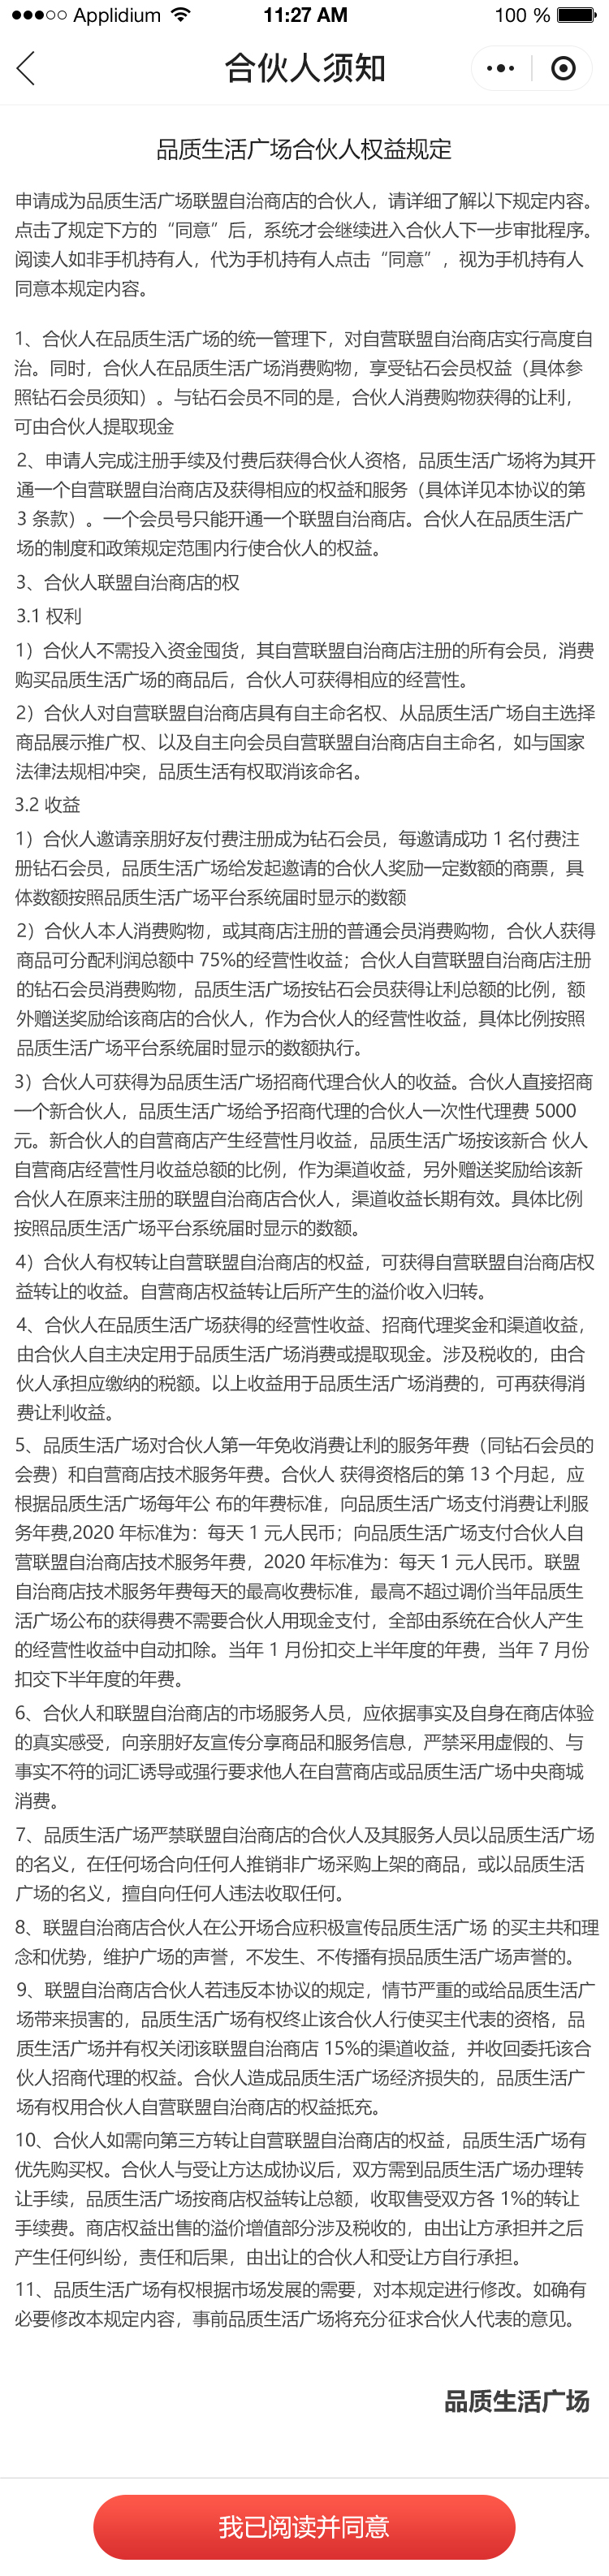 Applidium 11:27 AM 100 %
合伙人须知
品质生活广场合伙人权益规定
申请成为品质生活广场联盟自治商店的合伙人，请详细了解以下规定内容。
点击了规定下方的“同意”后，系统才会继续进入合伙人下一步审批程序。
阅读人如非手机持有人，代为手机持有人点击“同意”，视为手机持有人
同意本规定内容。
1、合伙人在品质生活广场的统一管理下，对自营联盟自治商店实行高度自
治。同时，合伙人在品质生活广场消费购物，享受钻石会员权益（具体参
照钻石会员须知）。与钻石会员不同的是，合伙人消费购物获得的让利，
可由合伙人提取现金
2、申请人完成注册手续及付费后获得合伙人资格，品质生活广场将为其开
通一个自营联盟自治商店及获得相应的权益和服务（具体详见本协议的第
3 条款）。一个会员号只能开通一个联盟自治商店。合伙人在品质生活广
场的制度和政策规定范围内行使合伙人的权益。
3、合伙人联盟自治商店的权
3.1 权利
1）合伙人不需投入资金囤货，其自营联盟自治商店注册的所有会员，消费
购买品质生活广场的商品后，合伙人可获得相应的经营性。
2）合伙人对自营联盟自治商店具有自主命名权、从品质生活广场自主选择
商品展示推广权、以及自主向会员自营联盟自治商店自主命名，如与国家
法律法规相冲突，品质生活有权取消该命名。
3.2 收益
1）合伙人邀请亲朋好友付费注册成为钻石会员，每邀请成功 1 名付费注
册钻石会员，品质生活广场给发起邀请的合伙人奖励一定数额的商票，具
体数额按照品质生活广场平台系统届时显示的数额
2）合伙人本人消费购物，或其商店注册的普通会员消费购物，合伙人获得
商品可分配利润总额中 75%的经营性收益；合伙人自营联盟自治商店注册
的钻石会员消费购物，品质生活广场按钻石会员获得让利总额的比例，额
外赠送奖励给该商店的合伙人，作为合伙人的经营性收益，具体比例按照
品质生活广场平台系统届时显示的数额执行。
3）合伙人可获得为品质生活广场招商代理合伙人的收益。合伙人直接招商
一个新合伙人，品质生活广场给予招商代理的合伙人一次性代理费 5000
元。新合伙人的自营商店产生经营性月收益，品质生活广场按该新合 伙人
自营商店经营性月收益总额的比例，作为渠道收益，另外赠送奖励给该新
合伙人在原来注册的联盟自治商店合伙人，渠道收益长期有效。具体比例
按照品质生活广场平台系统届时显示的数额。
4）合伙人有权转让自营联盟自治商店的权益，可获得自营联盟自治商店权
益转让的收益。自营商店权益转让后所产生的溢价收入归转。
4、合伙人在品质生活广场获得的经营性收益、招商代理奖金和渠道收益，
由合伙人自主决定用于品质生活广场消费或提取现金。涉及税收的，由合
伙人承担应缴纳的税额。以上收益用于品质生活广场消费的，可再获得消
费让利收益。
5、品质生活广场对合伙人第一年免收消费让利的服务年费（同钻石会员的
会费）和自营商店技术服务年费。合伙人 获得资格后的第 13 个月起，应
根据品质生活广场每年公 布的年费标准，向品质生活广场支付消费让利服
务年费,2020 年标准为：每天 1 元人民币；向品质生活广场支付合伙人自
营联盟自治商店技术服务年费，2020 年标准为：每天 1 元人民币。联盟
自治商店技术服务年费每天的最高收费标准，最高不超过调价当年品质生
活广场公布的获得费不需要合伙人用现金支付，全部由系统在合伙人产生
的经营性收益中自动扣除。当年 1 月份扣交上半年度的年费，当年 7 月份
扣交下半年度的年费。
6、合伙人和联盟自治商店的市场服务人员，应依据事实及自身在商店体验
的真实感受，向亲朋好友宣传分享商品和服务信息，严禁采用虚假的、与
事实不符的词汇诱导或强行要求他人在自营商店或品质生活广场中央商城
消费。
7、品质生活广场严禁联盟自治商店的合伙人及其服务人员以品质生活广场
的名义，在任何场合向任何人推销非广场采购上架的商品，或以品质生活
广场的名义，擅自向任何人违法收取任何。
8、联盟自治商店合伙人在公开场合应积极宣传品质生活广场 的买主共和理
念和优势，维护广场的声誉，不发生、不传播有损品质生活广场声誉的。
9、联盟自治商店合伙人若违反本协议的规定，情节严重的或给品质生活广
场带来损害的，品质生活广场有权终止该合伙人行使买主代表的资格，品
质生活广场并有权关闭该联盟自治商店 15%的渠道收益，并收回委托该合
伙人招商代理的权益。合伙人造成品质生活广场经济损失的，品质生活广
场有权用合伙人自营联盟自治商店的权益抵充。
10、合伙人如需向第三方转让自营联盟自治商店的权益，品质生活广场有
优先购买权。合伙人与受让方达成协议后，双方需到品质生活广场办理转
让手续，品质生活广场按商店权益转让总额，收取售受双方各 1%的转让
手续费。商店权益出售的溢价增值部分涉及税收的，由出让方承担并之后
产生任何纠纷，责任和后果，由出让的合伙人和受让方自行承担。
11、品质生活广场有权根据市场发展的需要，对本规定进行修改。如确有
必要修改本规定内容，事前品质生活广场将充分征求合伙人代表的意见。
品质生活广场
我已阅读并同意